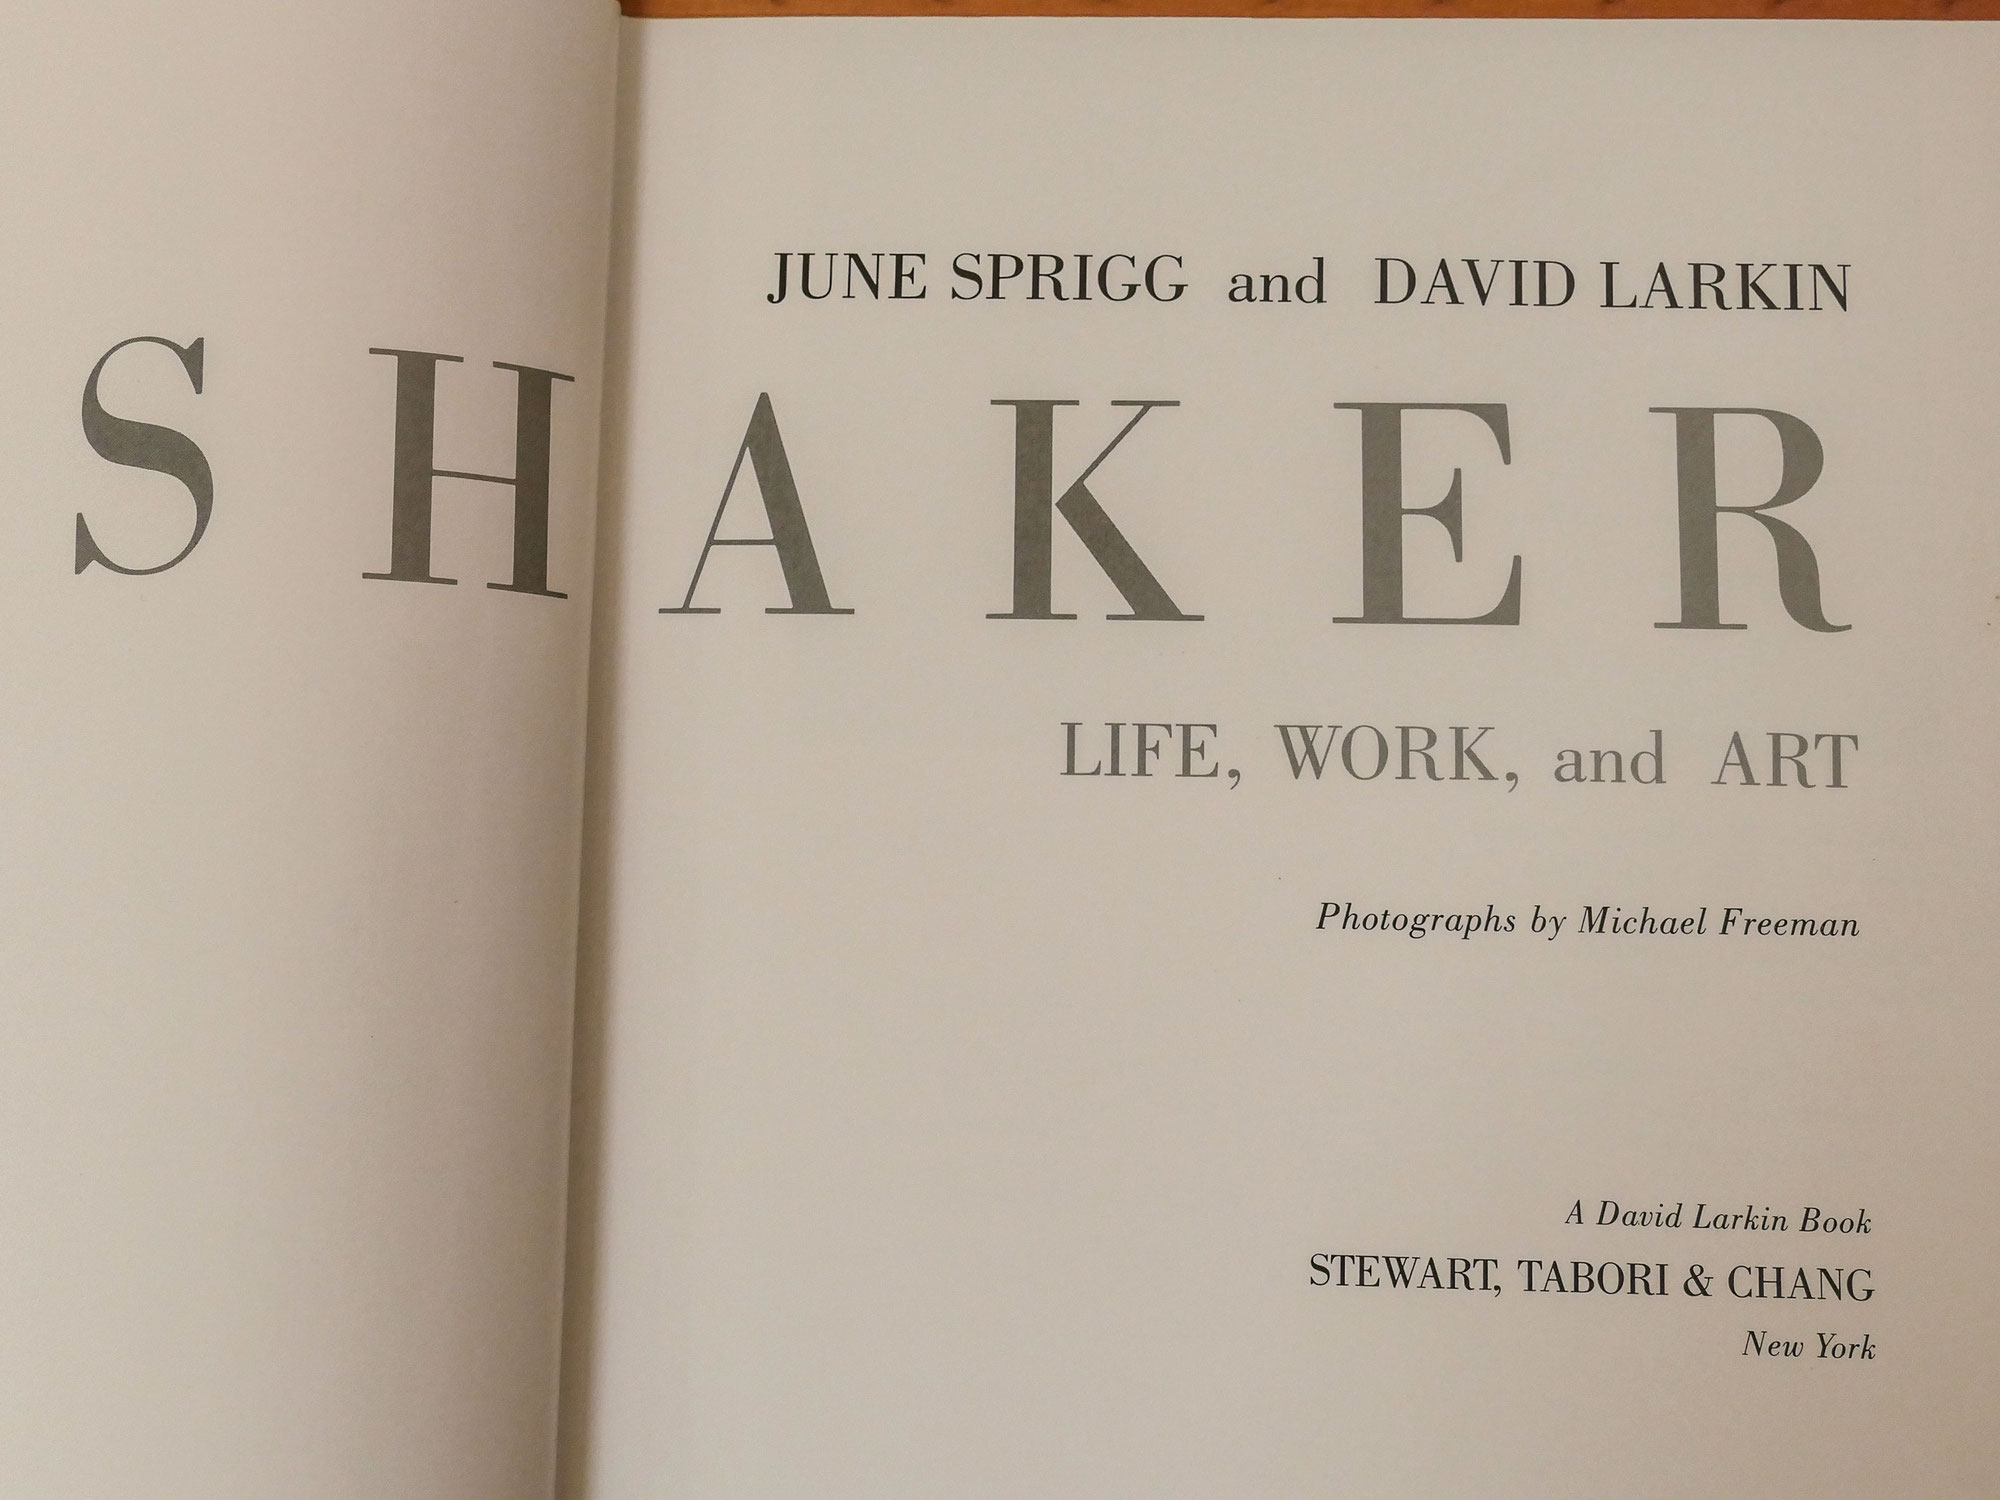 JUNE SPRIGG and DAVID LARKIN
SHAKER
LIFE, WORK, and ART
Photographs by Michael Freeman
A David Larkin Book
STEWART, TABORI & CHANG
New York